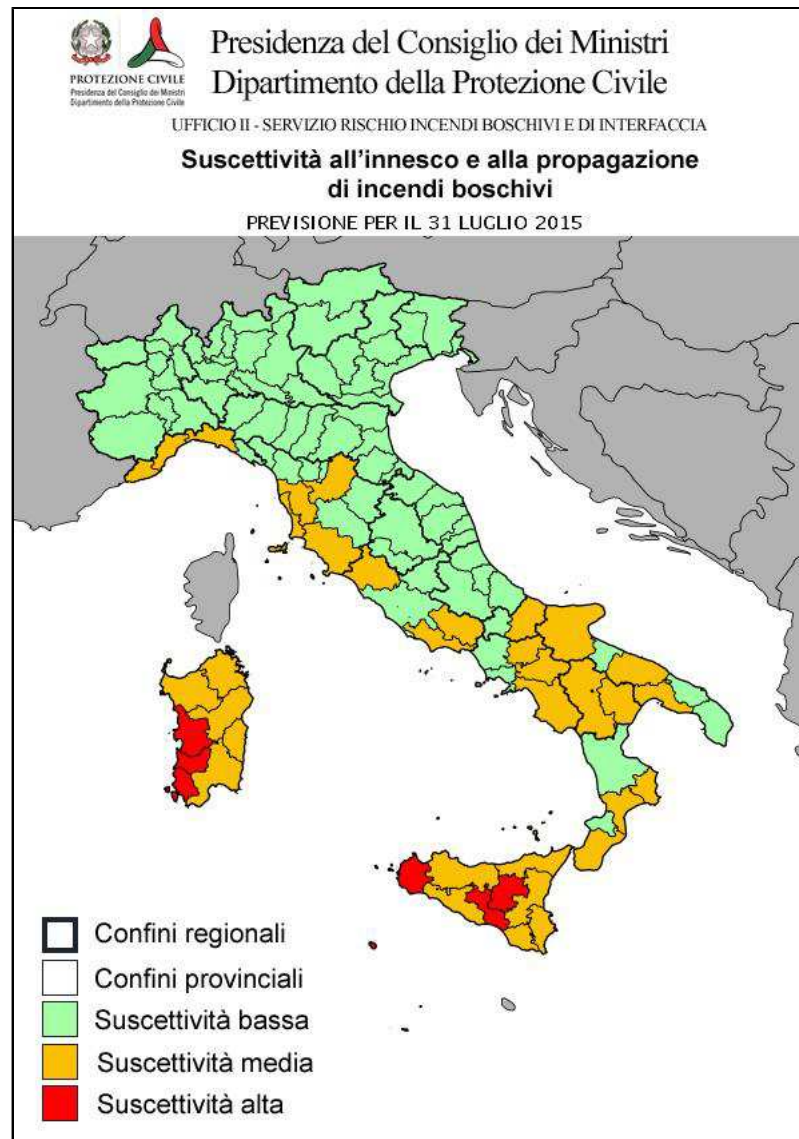 PROTEZIONE CIVILE
Presidenza del Consiglio dei Ministri
Dipartimento della Protezione Civile
Presidenza del Consiglio dei Ministri
Dipartimento della Protezione Civile
UFFICIO II - SERVIZIO RISCHIO INCENDI BOSCHIVI E DI INTERFACCIA
Suscettività all'innesco e alla propagazione
di incendi boschivi
PREVISIONE PER IL 31 LUGLIO 2015
Confini regionali
Confini provinciali
Suscettività bassa
Suscettività media
Suscettività alta